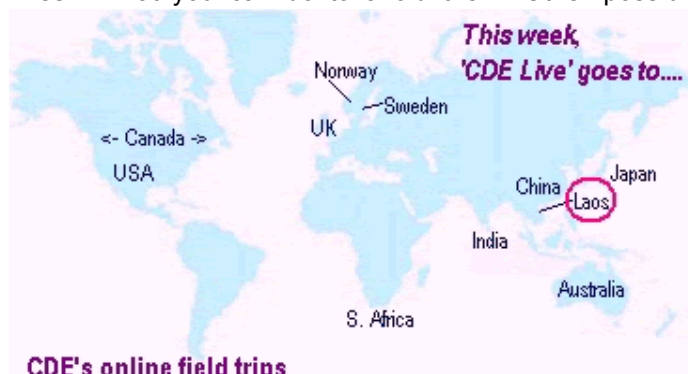 This week,
'CDE Live' goes to....
Norway
Sweden
UK
<- Canada ->
USA
Japan
China
Laos
India
Australia
S. Africa
CDE's online field trips